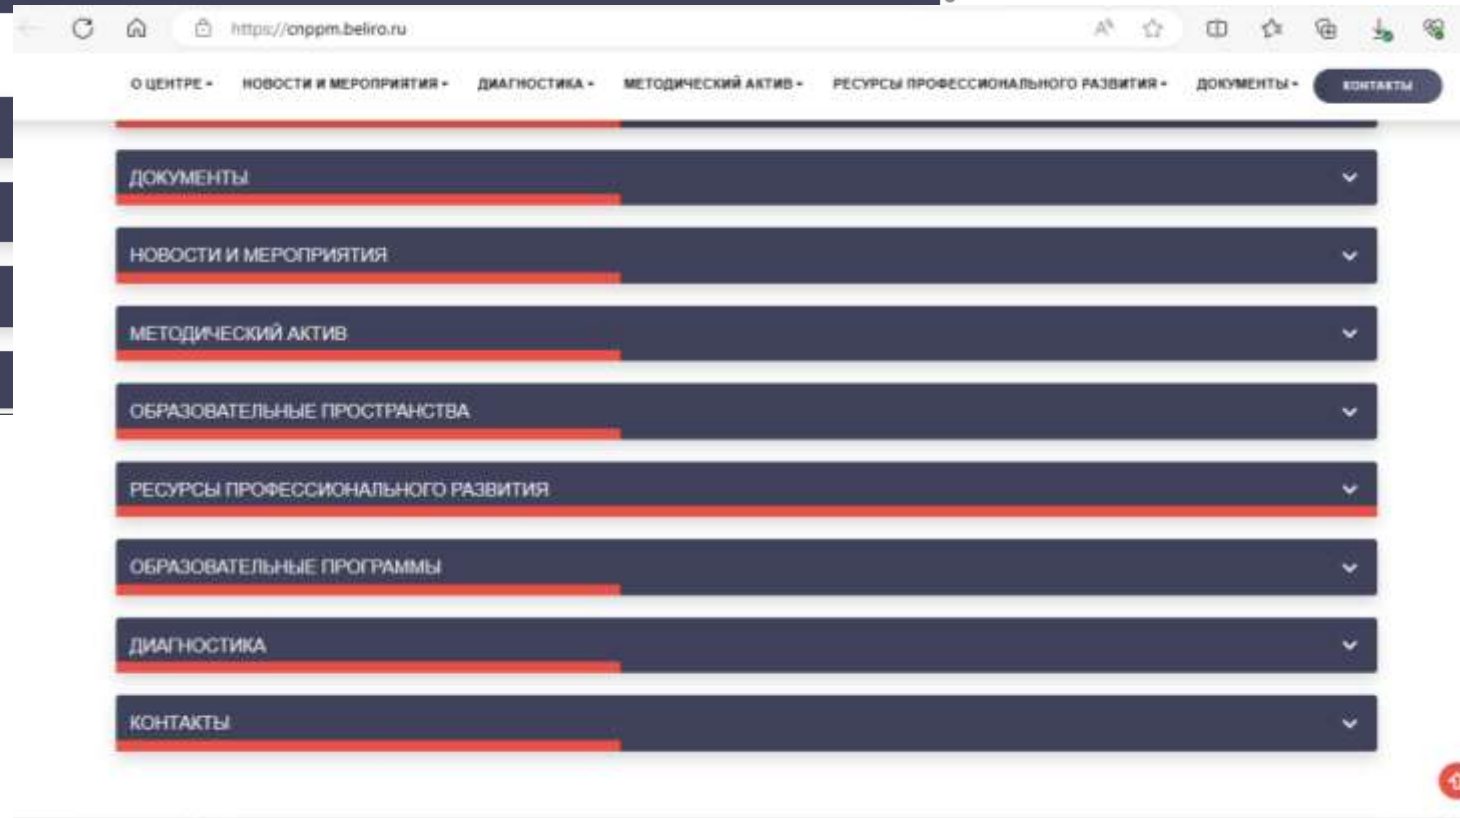 https://cnppm.beliro.ru
О ЦЕНТРЕ НОВОСТИ И МЕРОПРИЯТИЯ ДИАГНОСТИКА МЕТОДИЧЕСКИЙ АКТИВ РЕСУРСЫ ПРОФЕССИОНАЛЬНОГО РАЗВИТИЯ ДОКУМЕНТЫ КОНТАКТЫ
ДОКУМЕНТЫ
НОВОСТИ И МЕРОПРИЯТИЯ
МЕТОДИЧЕСКИЙ АКТИВ
ОБРАЗОВАТЕЛЬНЫЕ ПРОСТРАНСТВА
РЕСУРСЫ ПРОФЕССИОНАЛЬНОГО РАЗВИТИЯ
ОБРАЗОВАТЕЛЬНЫЕ ПРОГРАММЫ
ДИАГНОСТИКА
КОНТАКТЫ